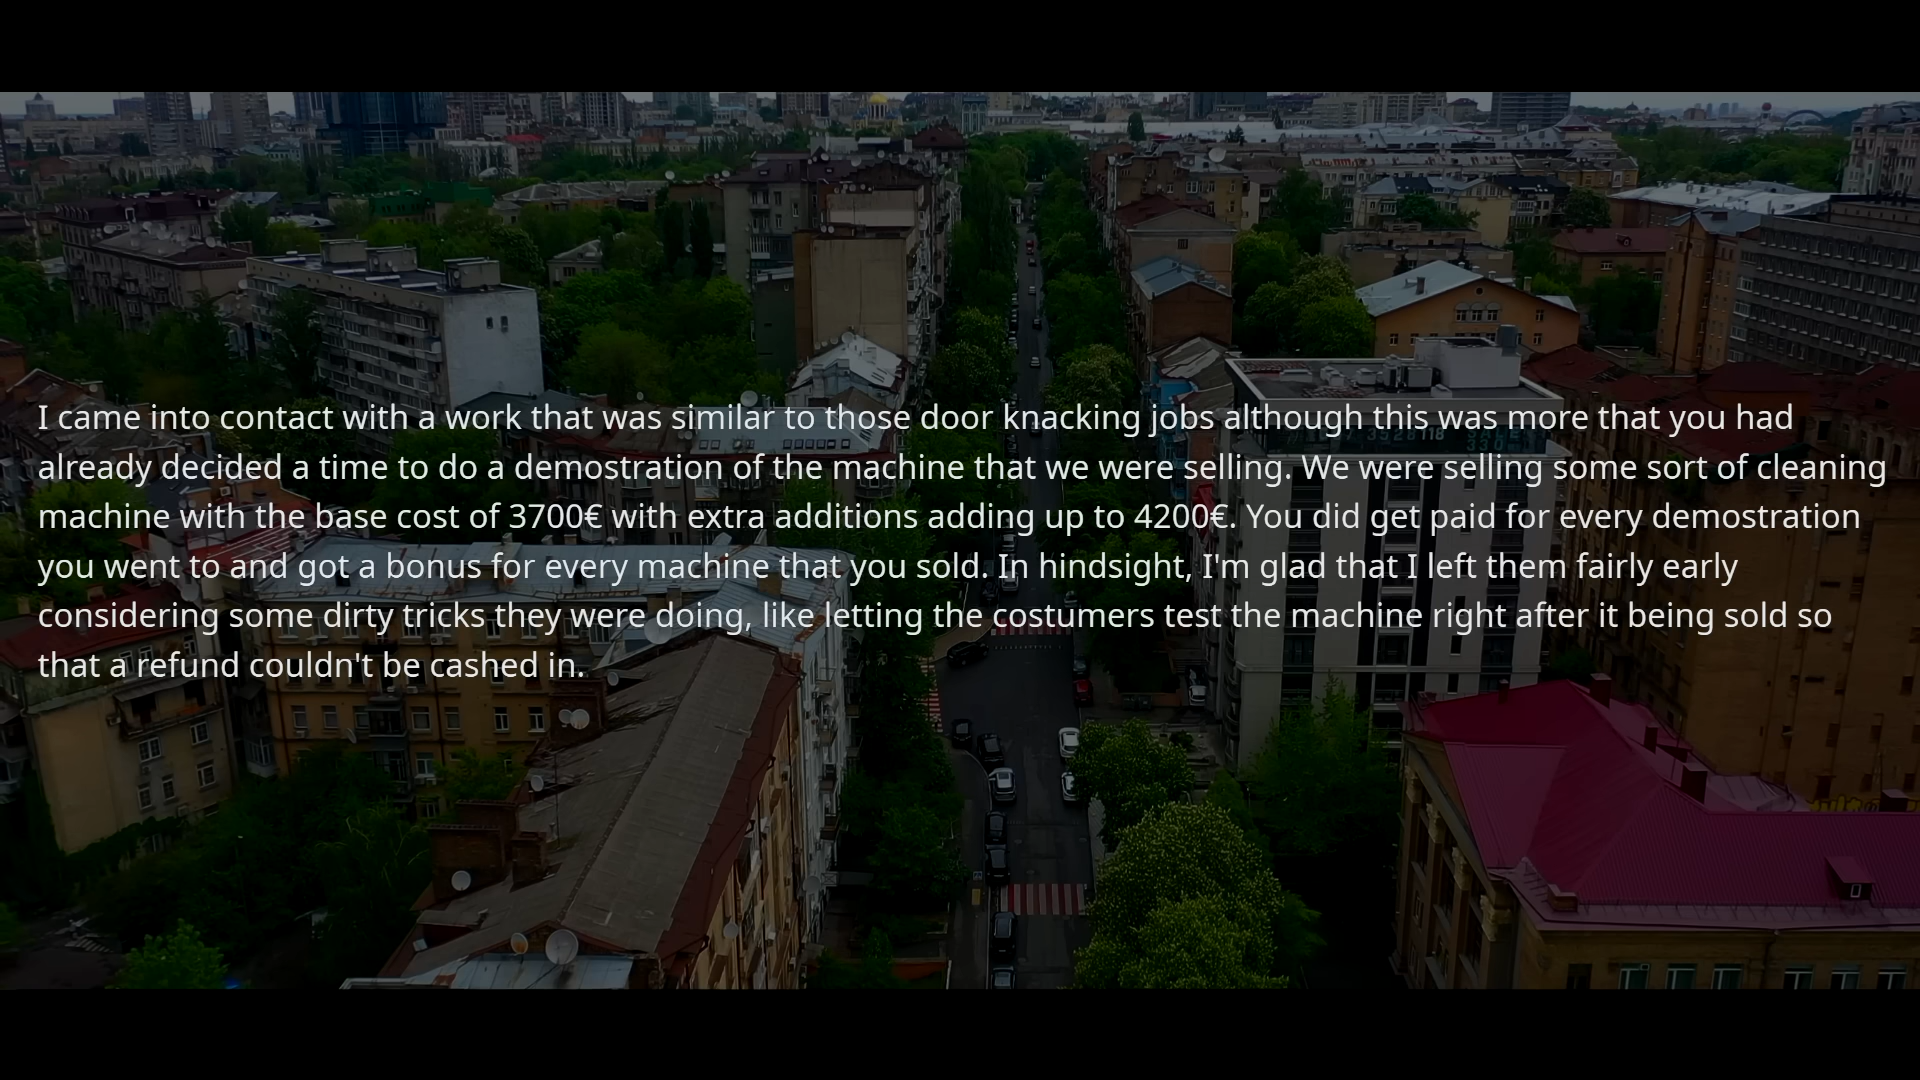 I came into contact with a work that was similar to those door knacking jobs although this was more that you had
already decided a time to do a demostration of the machine that we were selling. We were selling some sort of cleaning
machine with the base cost of 3700€ with extra additions adding up to 4200€. You did get paid for every demostration
you went to and got a bonus for every machine that you sold. In hindsight, I'm glad that I left them fairly early
considering some dirty tricks they were doing, like letting the costumers test the machine right after it being sold so
that a refund couldn't be cashed in.